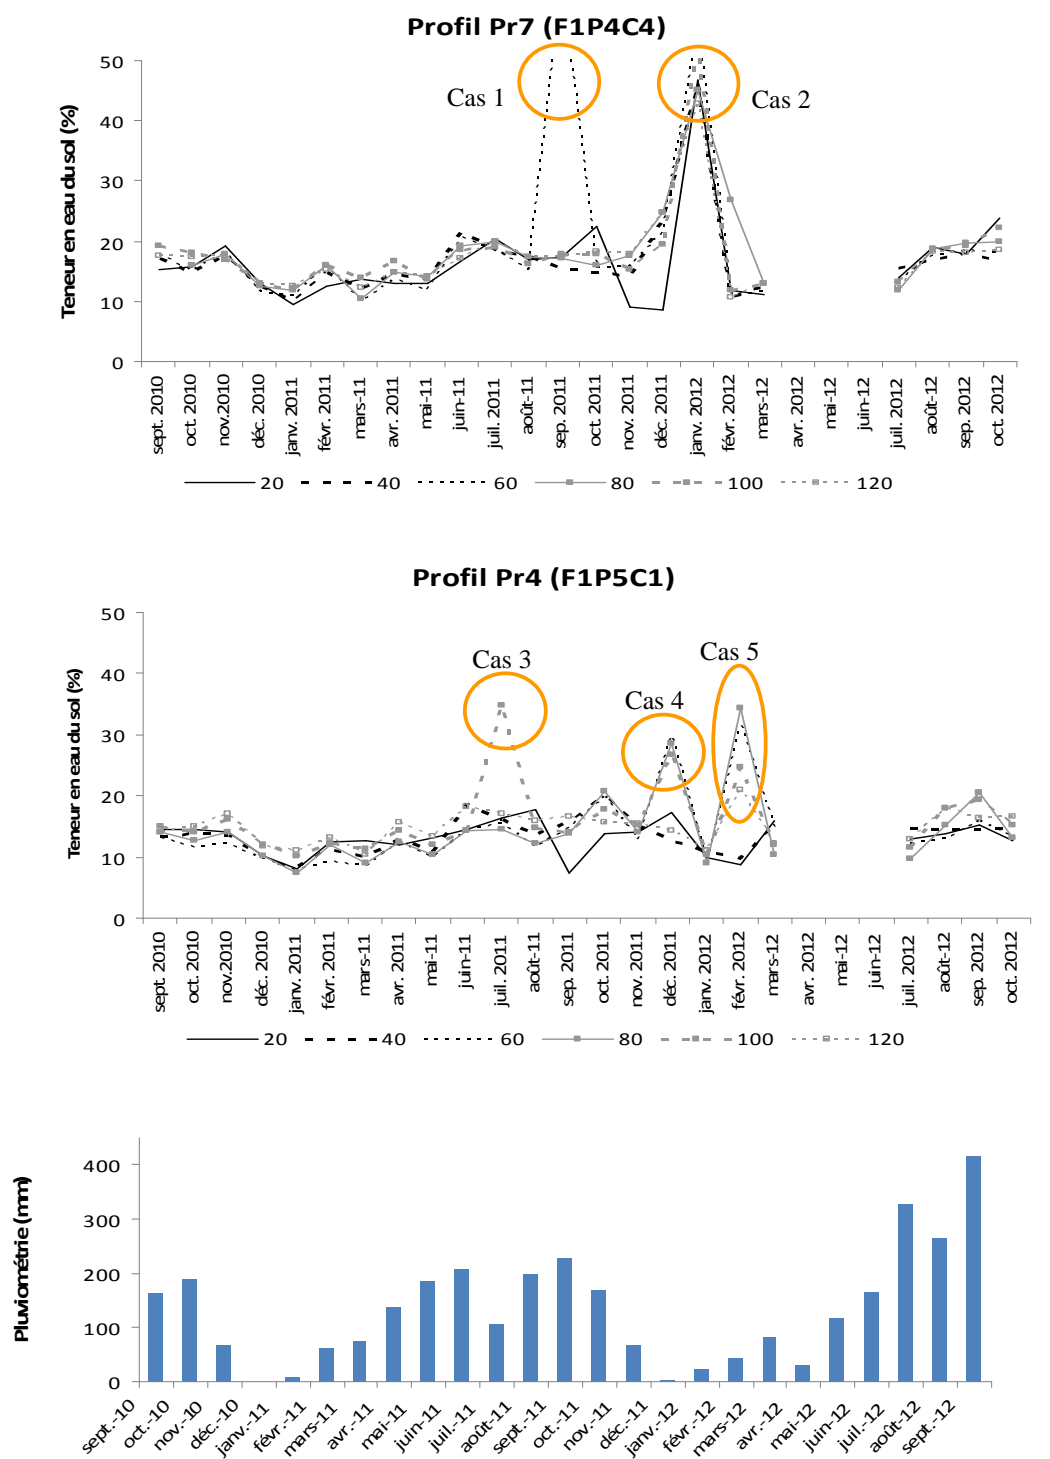 Profil Pr7 (F1P4C4)
Teneur en eau du sol (%)
50
40
30
20
10
0
Cas 1
Cas 2
sept. 2010
oct. 2010
nov.2010
déc. 2010
janv. 2011
févr. 2011
mars-11
avr. 2011
mai-11
juin-11
juil. 2011
août-11
sep. 2011
oct. 2011
nov. 2011
déc. 2011
janv. 2012
févr. 2012
mars-12
avr. 2012
mai-12
juin-12
juil. 2012
août-12
sep. 2012
oct. 2012
20 40 60 80 100 120
Profil Pr4 (F1P5C1)
Teneur en eau du sol (%)
50
40
30
20
10
0
Cas 3
Cas 4
Cas 5
sept. 2010
oct. 2010
nov.2010
déc. 2010
janv. 2011
févr. 2011
mars-11
avr. 2011
mai-11
juin-11
juil. 2011
août-11
sep. 2011
oct. 2011
nov. 2011
déc. 2011
janv. 2012
févr. 2012
mars-12
avr. 2012
mai-12
juin-12
juil. 2012
août-12
sep. 2012
oct. 2012
20 40 60 80 100 120
Pluviométrie (mm)
400
300
200
100
0
sept.-10
oct.-10
nov.-10
déc.-10
janv.-11
févr.-11
mars-11
avr.-11
mai-11
juin-11
juil.-11
août-11
sept.-11
oct.-11
nov.-11
déc.-11
janv.-12
févr.-12
mars-12
avr.-12
mai-12
juin-12
juil.-12
août-12
sept.-12